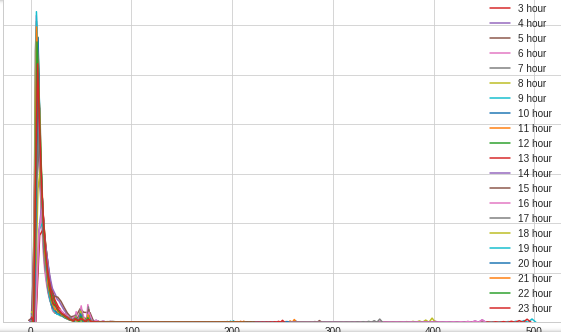 3 hour
4 hour
5 hour
6 hour
7 hour
8 hour
9 hour
10 hour
11 hour
12 hour
13 hour
14 hour
15 hour
16 hour
17 hour
18 hour
19 hour
20 hour
21 hour
22 hour
23 hour
0 100 200 300 400 500